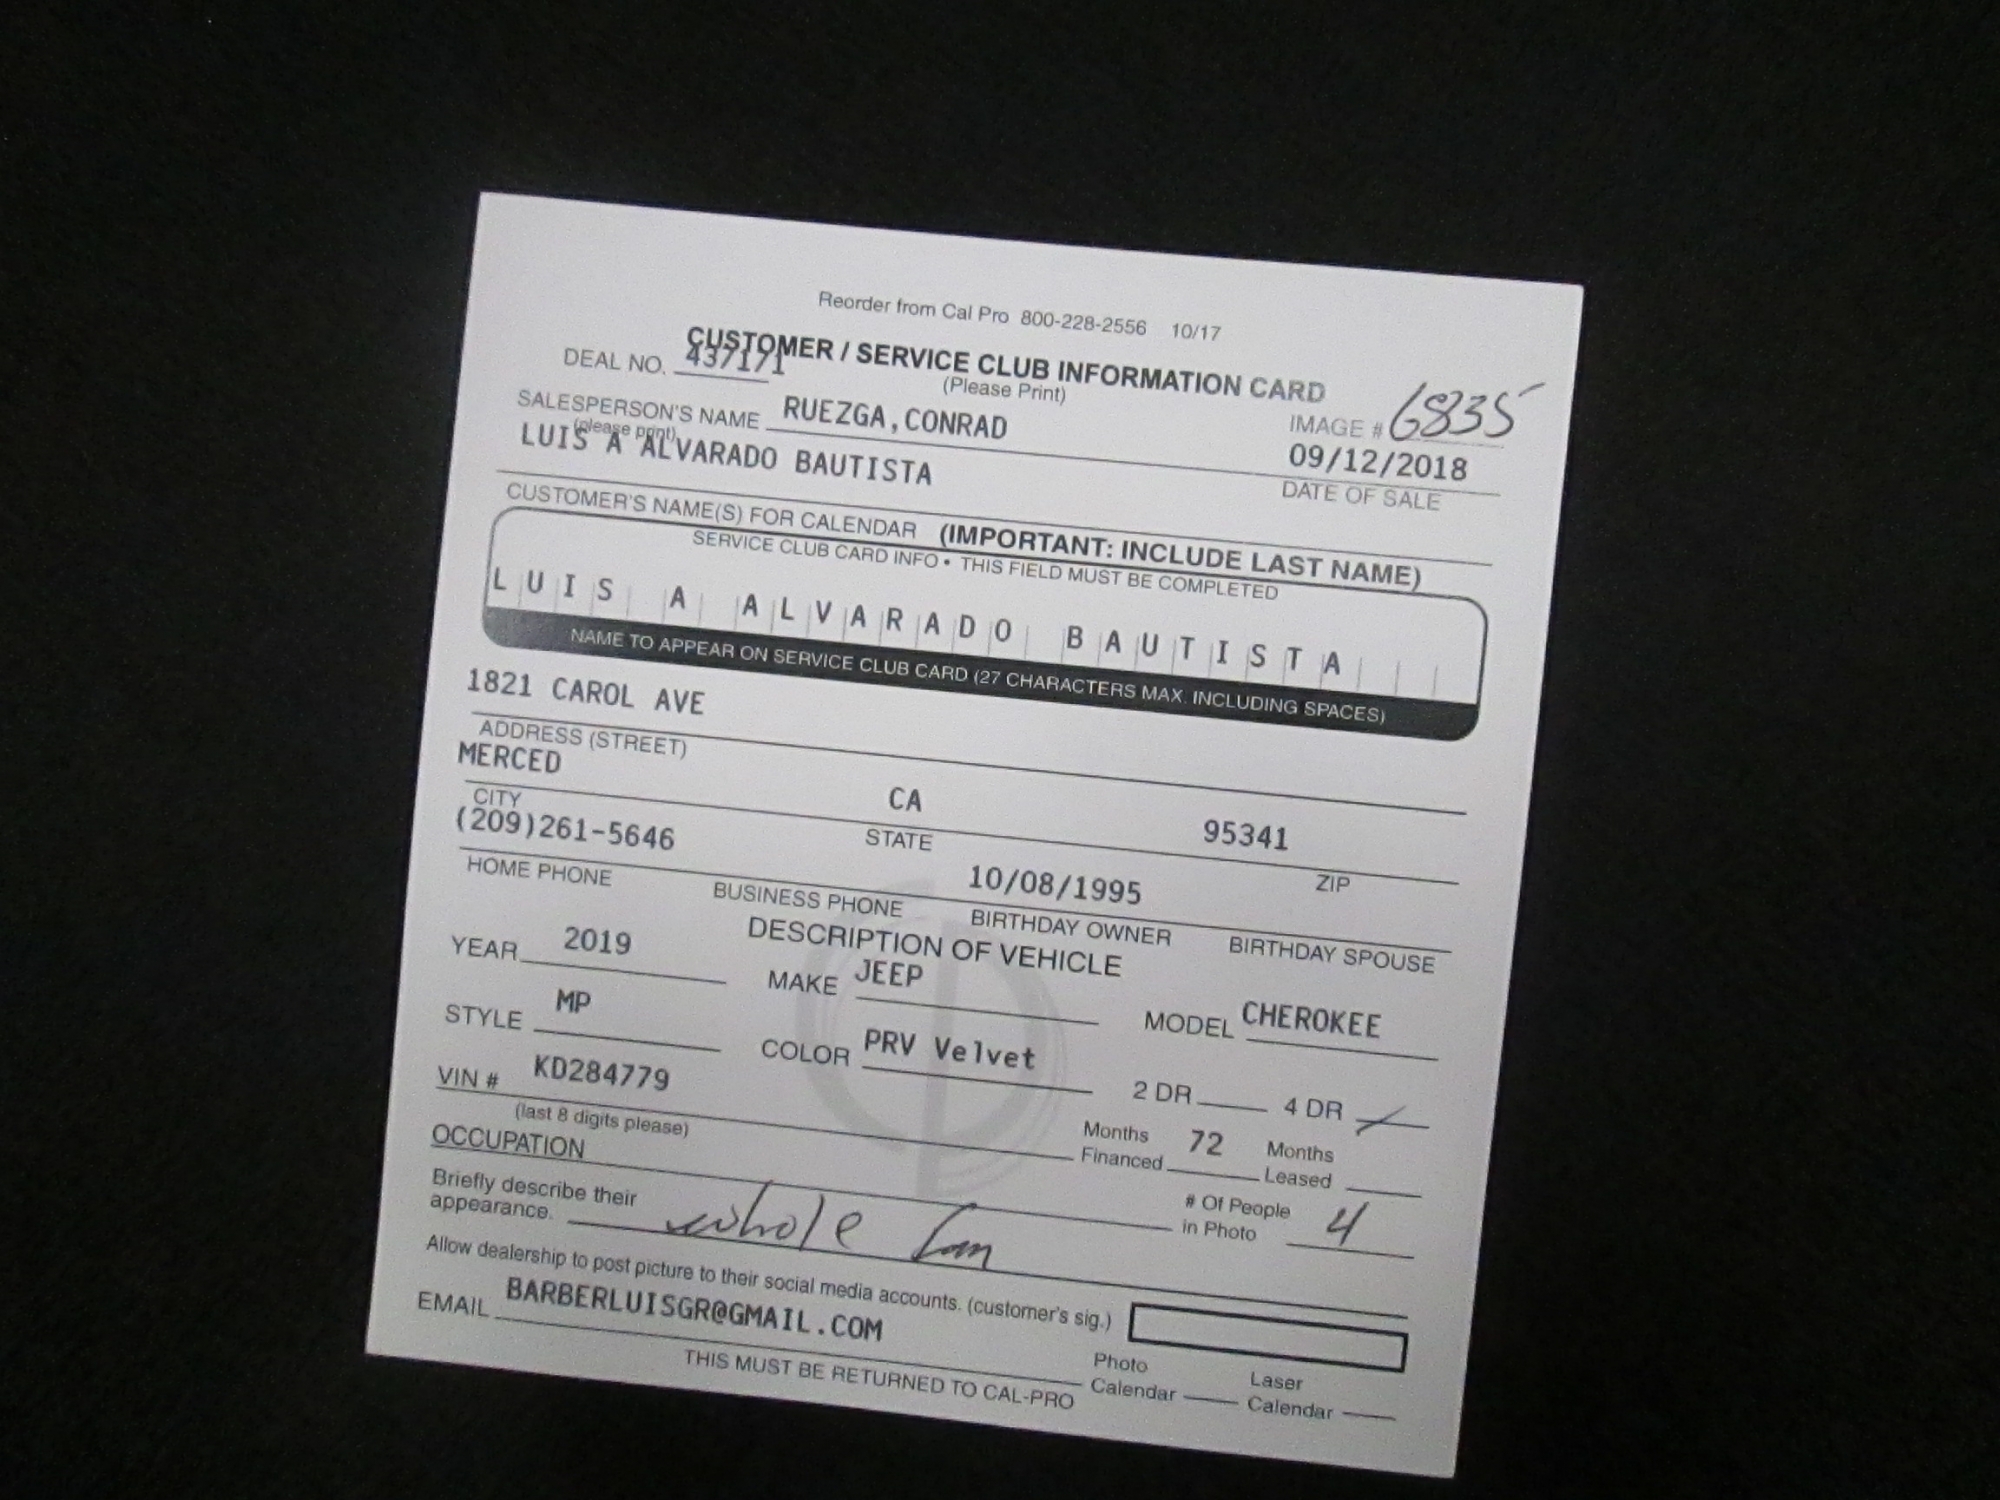 Reorder from Cal Pro 800-228-2556 10/17
CUSTOMER / SERVICE CLUB INFORMATION CARD
DEAL NO. 437171 (Please Print)
SALESPERSON'S NAME RUEZGA,CONRAD IMAGE # 6835
(please print)
LUIS A ALVARADO BAUTISTA 09/12/2018
DATE OF SALE
CUSTOMER'S NAME(S) FOR CALENDAR (IMPORTANT: INCLUDE LAST NAME)
SERVICE CLUB CARD INFO • THIS FIELD MUST BE COMPLETED
LUIS A ALVARADO BAUTISTA
NAME TO APPEAR ON SERVICE CLUB CARD (27 CHARACTERS MAX. INCLUDING SPACES)
1821 CAROL AVE
ADDRESS (STREET)
MERCED CA 95341
CITY STATE ZIP
(209)261-5646 10/08/1995
HOME PHONE BUSINESS PHONE BIRTHDAY OWNER BIRTHDAY SPOUSE
DESCRIPTION OF VEHICLE
YEAR 2019 MAKE JEEP MODEL CHEROKEE
STYLE MP COLOR PRV Velvet 2 DR 4 DR
VIN # KD284779 Months Financed 72 Months Leased
(last 8 digits please)
OCCUPATION # Of People in Photo 4
Briefly describe their
appearance. whole fam
Allow dealership to post picture to their social media accounts. (customer's sig.)
EMAIL BARBERLUISGR@GMAIL.COM Photo Calendar Laser Calendar
THIS MUST BE RETURNED TO CAL-PRO